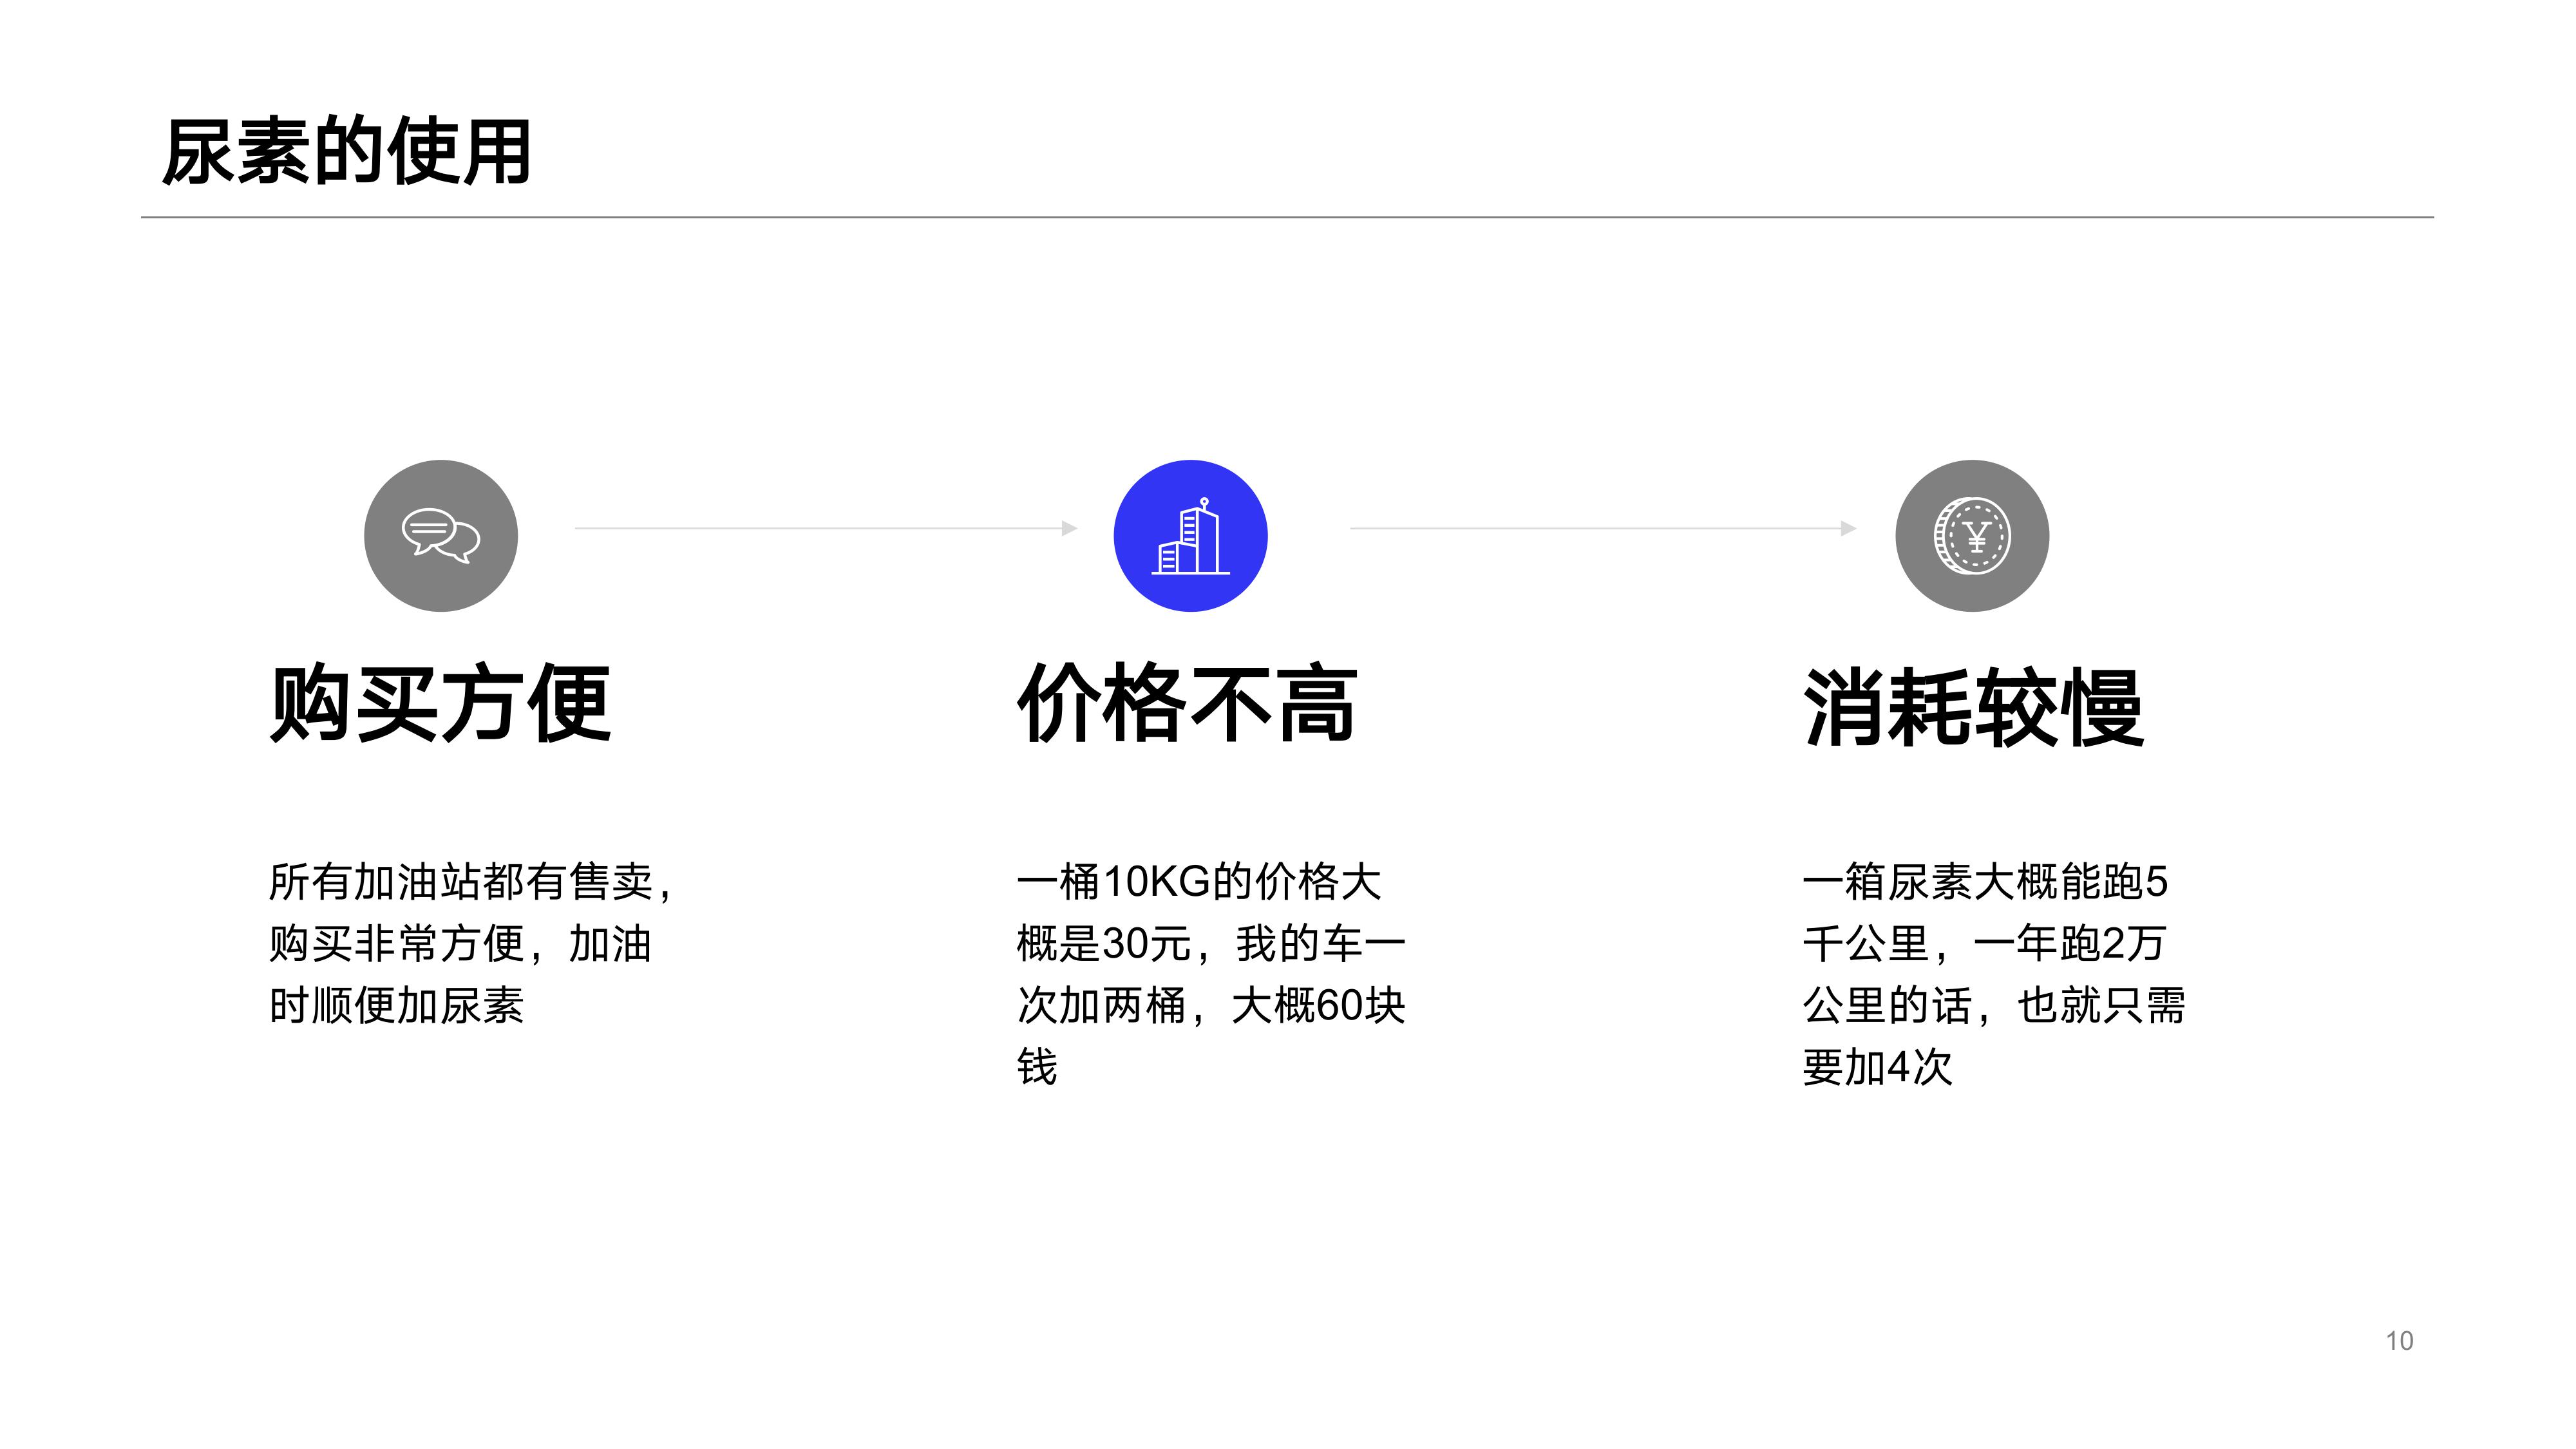 尿素的使用
¥
购买方便
价格不高
消耗较慢
所有加油站都有售卖，
购买非常方便，加油
时顺便加尿素
一桶10KG的价格大
概是30元，我的车一
次加两桶，大概60块
钱
一箱尿素大概能跑5
千公里，一年跑2万
公里的话，也就只需
要加4次
10